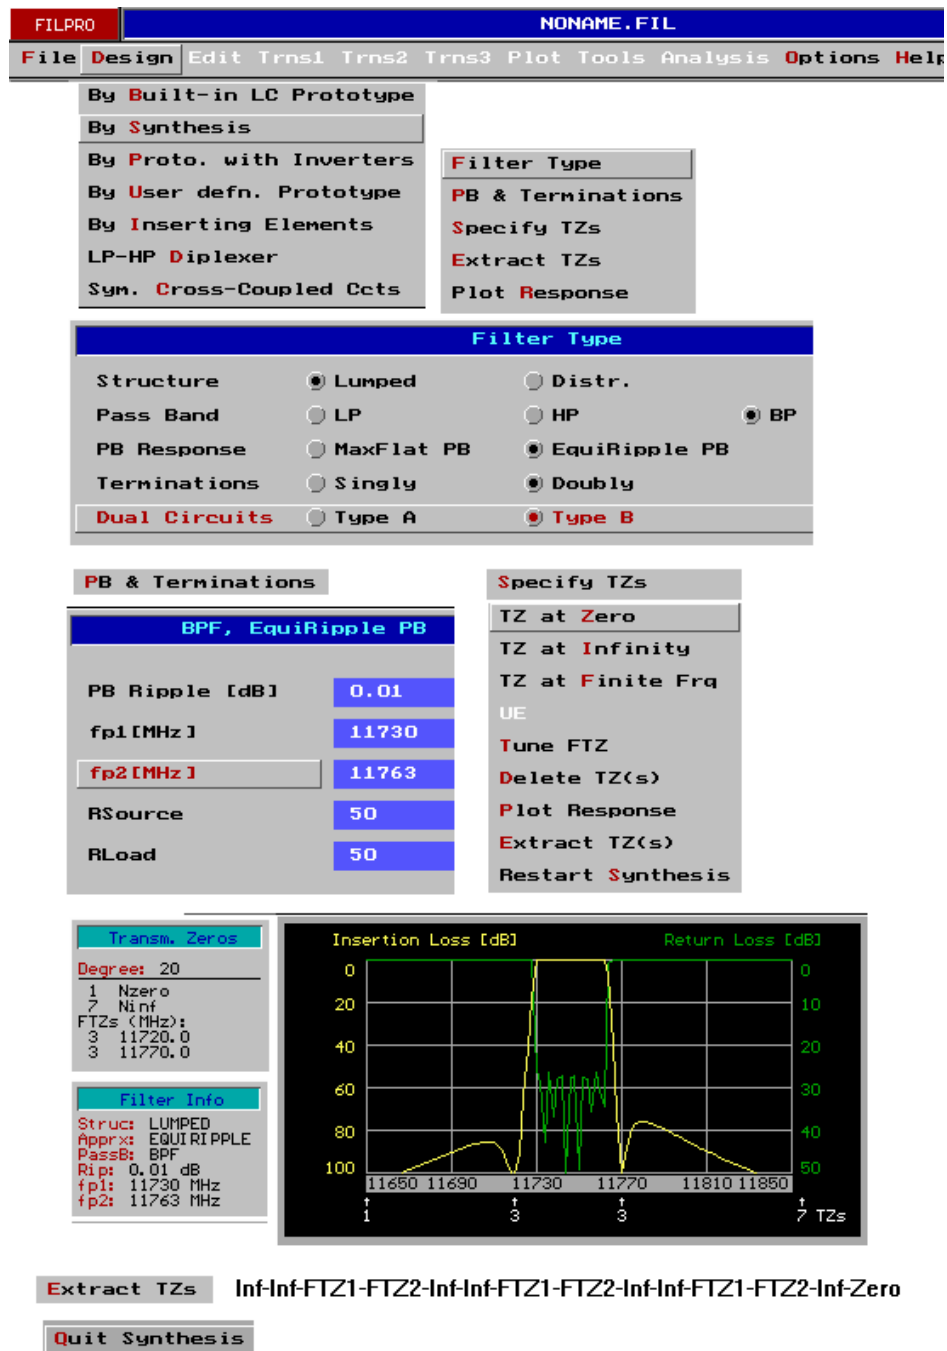 FILPRO NONAME.FIL
File Design Edit Trns1 Trns2 Trns3 Plot Tools Analysis Options Help
By Built-in LC Prototype
By Synthesis
By Proto. with Inverters
By User defn. Prototype
By Inserting Elements
LP-HP Diplexer
Sym. Cross-Coupled Ccts
Filter Type
PB & Terminations
Specify TZs
Extract TZs
Plot Response
Filter Type
Structure Lumped Distr.
Pass Band LP HP BP
PB Response MaxFlat PB EquiRipple PB
Terminations Singly Doubly
Dual Circuits Type A Type B
PB & Terminations
BPF, EquiRipple PB
PB Ripple [dB] 0.01
fp1[MHz] 11730
fp2[MHz] 11763
RSource 50
RLoad 50
Specify TZs
TZ at Zero
TZ at Infinity
TZ at Finite Frq
UE
Tune FTZ
Delete TZ(s)
Plot Response
Extract TZ(s)
Restart Synthesis
Transm. Zeros
Degree: 20
1 Nzero
7 Ninf
FTZs (MHz):
3 11720.0
3 11770.0
Filter Info
Struc: LUMPED
Apprx: EQUIRIPPLE
PassB: BPF
Rip: 0.01 dB
fp1: 11730 MHz
fp2: 11763 MHz
Insertion Loss [dB] Return Loss [dB]
0 0
20 10
40 20
60 30
80 40
100 50
11650 11690 11730 11770 11810 11850
1 3 3 7 TZs
Extract TZs Inf-Inf-FTZ1-FTZ2-Inf-Inf-FTZ1-FTZ2-Inf-Inf-FTZ1-FTZ2-Inf-Zero
Quit Synthesis